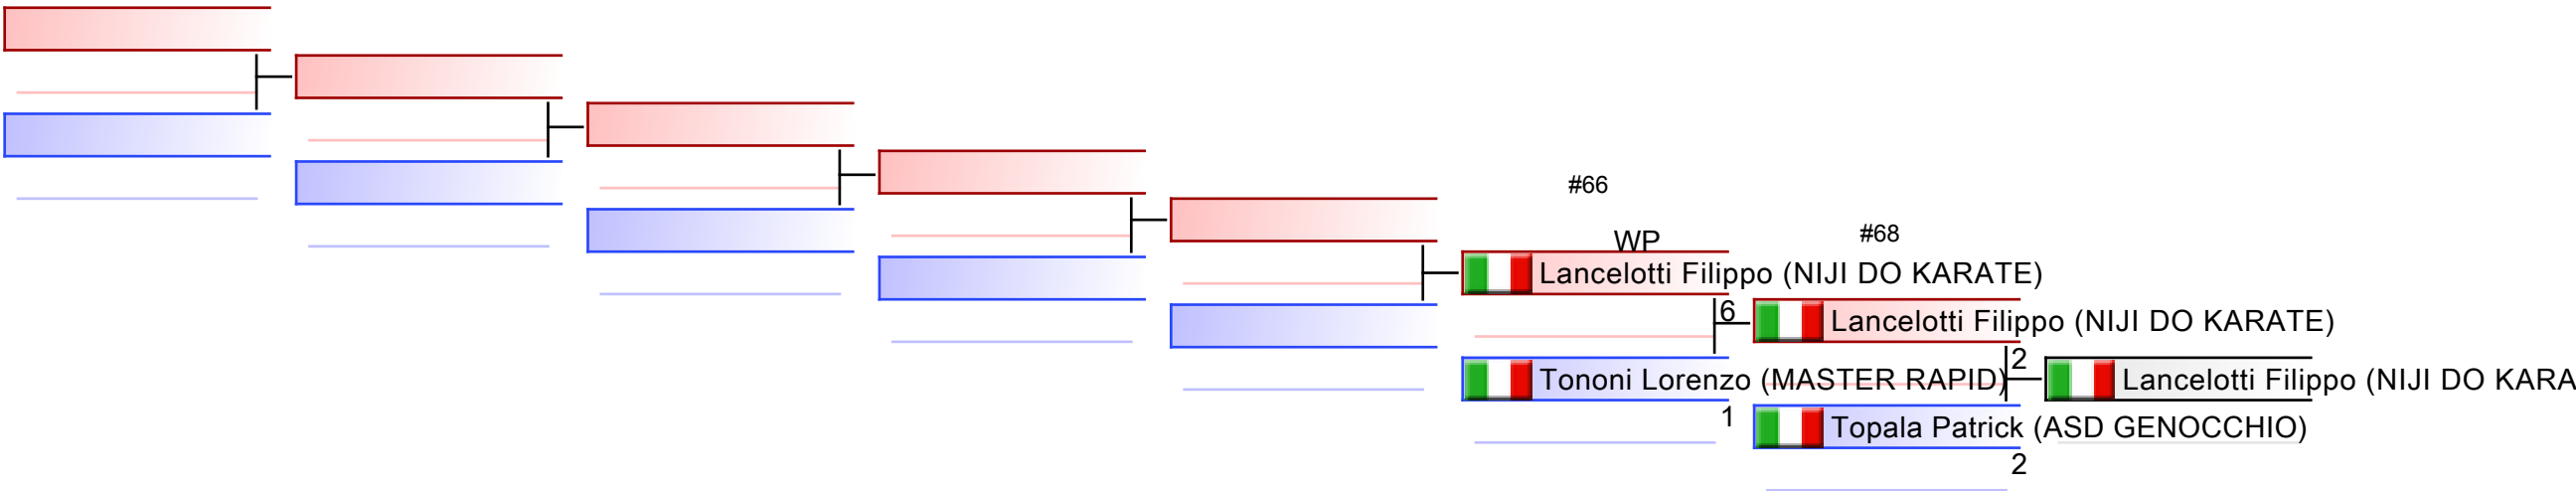 #66
WP
#68
Lancelotti Filippo (NIJI DO KARATE)
6
Lancelotti Filippo (NIJI DO KARATE)
2
Tononi Lorenzo (MASTER RAPID)
Lancelotti Filippo (NIJI DO KARA
1
Topala Patrick (ASD GENOCCHIO)
2